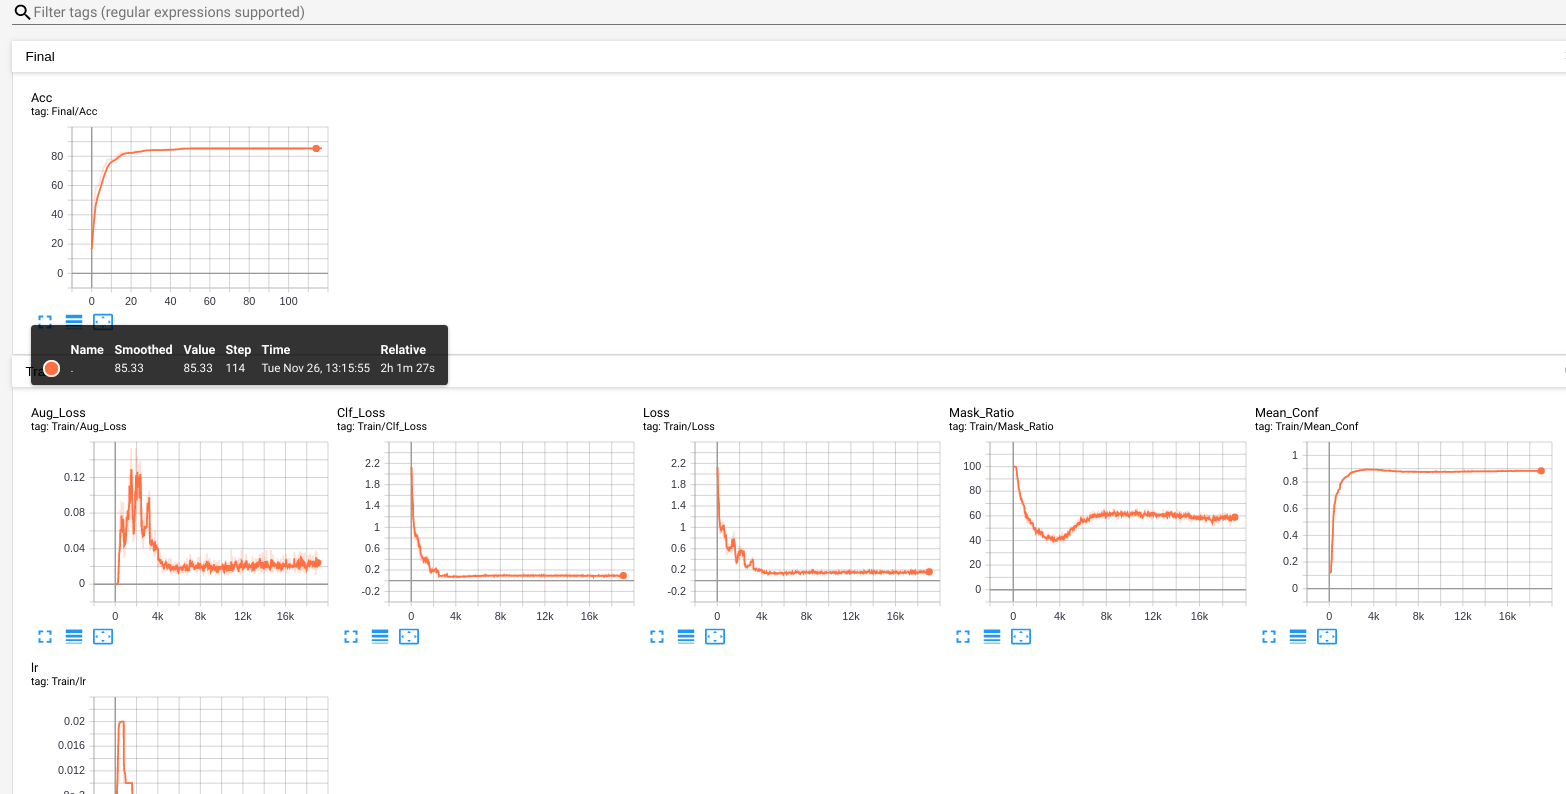 Filter tags (regular expressions supported)
Final
Acc
tag: Final/Acc
80
60
40
20
0
0 20 40 60 80 100
Name Smoothed Value Step Time Relative
. 85.33 85.33 114 Tue Nov 26, 13:15:55 2h 1m 27s
Aug_Loss
tag: Train/Aug_Loss
0.12
0.08
0.04
0
0 4k 8k 12k 16k
Clf_Loss
tag: Train/Clf_Loss
2.2
1.8
1.4
1
0.6
0.2
-0.2
0 4k 8k 12k 16k
Loss
tag: Train/Loss
2.2
1.8
1.4
1
0.6
0.2
-0.2
0 4k 8k 12k 16k
Mask_Ratio
tag: Train/Mask_Ratio
100
80
60
40
20
0
0 4k 8k 12k 16k
Mean_Conf
tag: Train/Mean_Conf
1
0.8
0.6
0.4
0.2
0
0 4k 8k 12k 16k
lr
tag: Train/lr
0.02
0.016
0.012